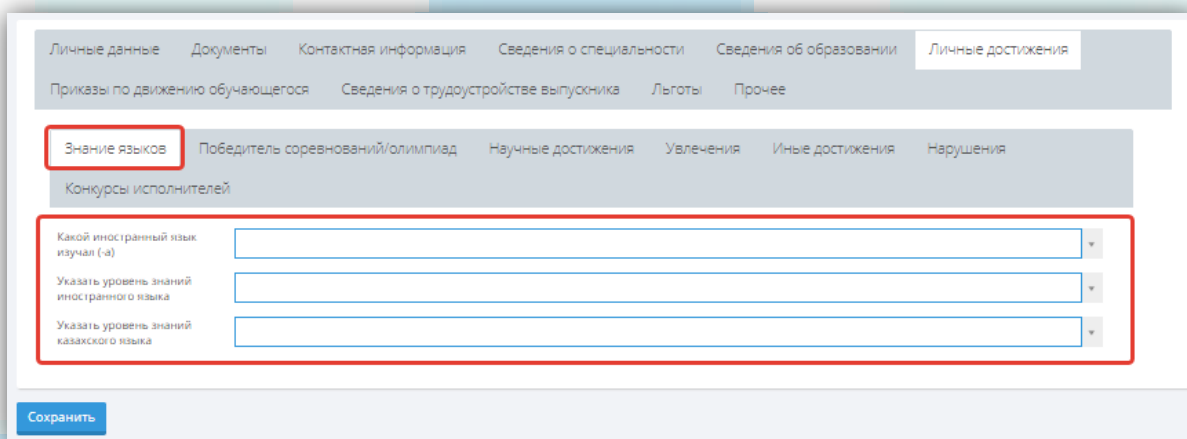 Личные данные Документы Контактная информация Сведения о специальности Сведения об образовании Личные достижения
Приказы по движению обучающегося Сведения о трудоустройстве выпускника Льготы Прочее
Знание языков Победитель соревнований/олимпиад Научные достижения Увлечения Иные достижения Нарушения
Конкурсы исполнителей
Какой иностранный язык
изучал (-а)
Указать уровень знаний
иностранного языка
Указать уровень знаний
казахского языка
Сохранить